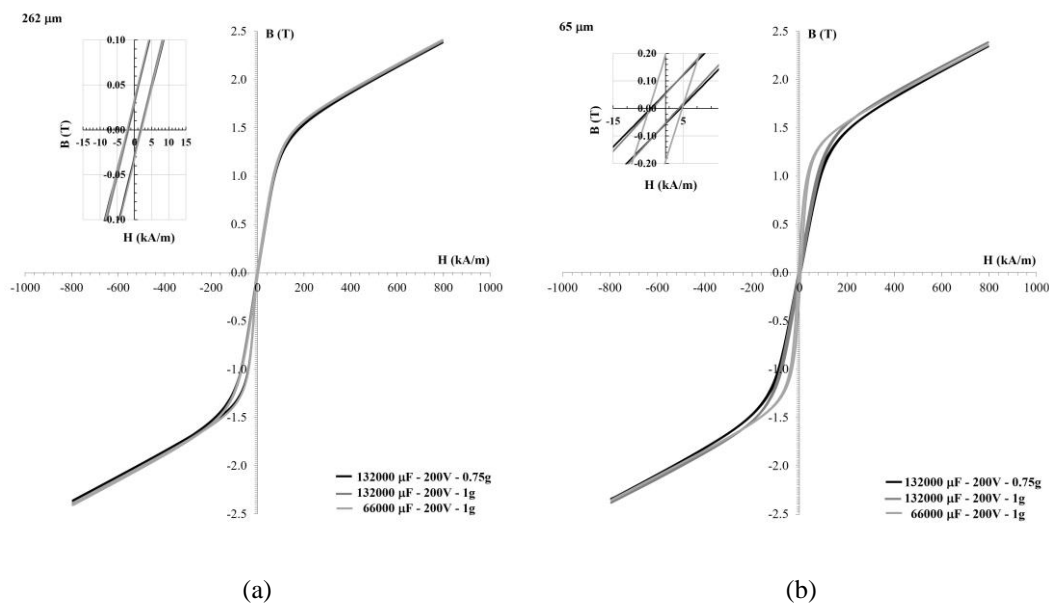 262 μm
B (T)
2.5
2.0
1.5
1.0
0.5
0.0
-0.5
-1.0
-1.5
-2.0
-2.5
-1000 -800 -600 -400 -200 0 200 400 600 800 1000
H (kA/m)
B (T)
0.10
0.05
0.00
-0.05
-0.10
-15 -10 -5 0 5 10 15
H (kA/m)
132000 μF - 200V - 0.75g
132000 μF - 200V - 1g
66000 μF - 200V - 1g
(a)
65 μm
B (T)
2.5
2.0
1.5
1.0
0.5
0.0
-0.5
-1.0
-1.5
-2.0
-2.5
-1000 -800 -600 -400 -200 0 200 400 600 800 1000
H (kA/m)
B (T)
0.20
0.10
0.00
-0.10
-0.20
-15 5
H (kA/m)
132000 μF - 200V - 0.75g
132000 μF - 200V - 1g
66000 μF - 200V - 1g
(b)